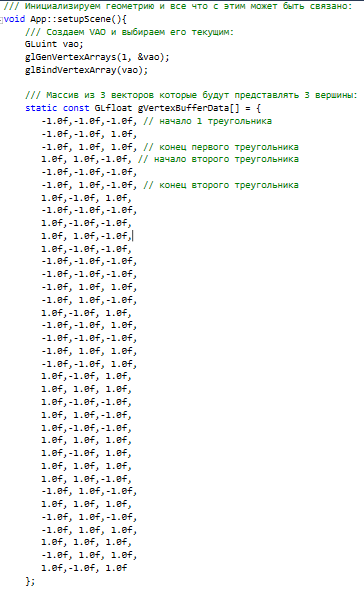 /// Инициализируем геометрию и все что с этим может быть связано:
void App::setupScene(){
/// Создаем VAO и выбираем его текущим:
GLuint vao;
glGenVertexArrays(1, &vao);
glBindVertexArray(vao);
/// Массив из 3 векторов которые будут представлять 3 вершины:
static const GLfloat gVertexBufferData[] = {
-1.0f,-1.0f,-1.0f, // начало 1 треугольника
-1.0f,-1.0f, 1.0f,
-1.0f, 1.0f, 1.0f, // конец первого треугольника
1.0f, 1.0f,-1.0f, // начало второго треугольника
-1.0f,-1.0f,-1.0f,
-1.0f, 1.0f,-1.0f, // конец второго треугольника
1.0f,-1.0f, 1.0f,
-1.0f,-1.0f,-1.0f,
1.0f,-1.0f,-1.0f,
1.0f, 1.0f,-1.0f,
1.0f,-1.0f,-1.0f,
-1.0f,-1.0f,-1.0f,
-1.0f,-1.0f,-1.0f,
-1.0f, 1.0f, 1.0f,
-1.0f, 1.0f,-1.0f,
1.0f,-1.0f, 1.0f,
-1.0f,-1.0f, 1.0f,
-1.0f,-1.0f,-1.0f,
-1.0f, 1.0f, 1.0f,
-1.0f,-1.0f, 1.0f,
1.0f,-1.0f, 1.0f,
1.0f, 1.0f, 1.0f,
1.0f,-1.0f,-1.0f,
1.0f, 1.0f,-1.0f,
1.0f,-1.0f,-1.0f,
1.0f, 1.0f, 1.0f,
1.0f,-1.0f, 1.0f,
1.0f, 1.0f, 1.0f,
1.0f, 1.0f,-1.0f,
-1.0f, 1.0f,-1.0f,
1.0f, 1.0f, 1.0f,
-1.0f, 1.0f,-1.0f,
-1.0f, 1.0f, 1.0f,
1.0f, 1.0f, 1.0f,
-1.0f, 1.0f, 1.0f,
1.0f,-1.0f, 1.0f
};